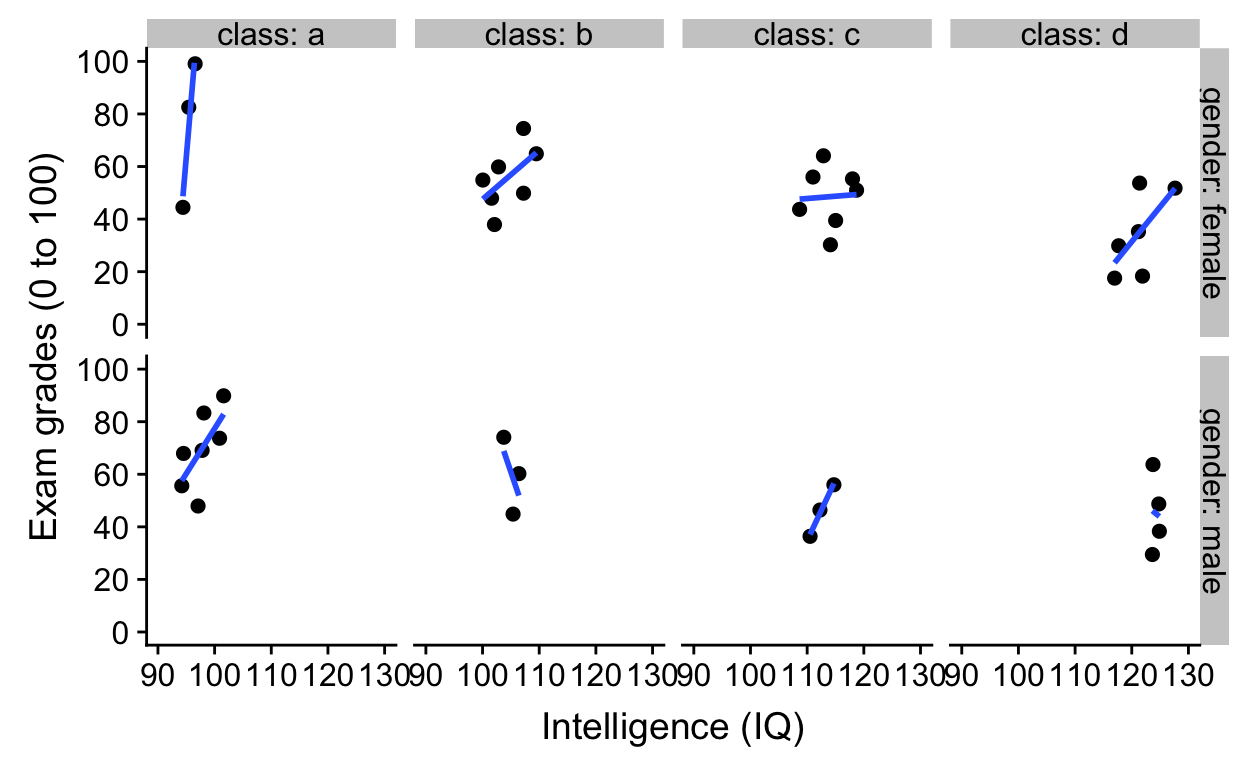 class: a
class: b
class: c
class: d
Exam grades (0 to 100)
100
80
60
40
20
0
gender: female
100
80
60
40
20
0
gender: male
90 100 110 120 130
90 100 110 120 130
90 100 110 120 130
90 100 110 120 130
Intelligence (IQ)